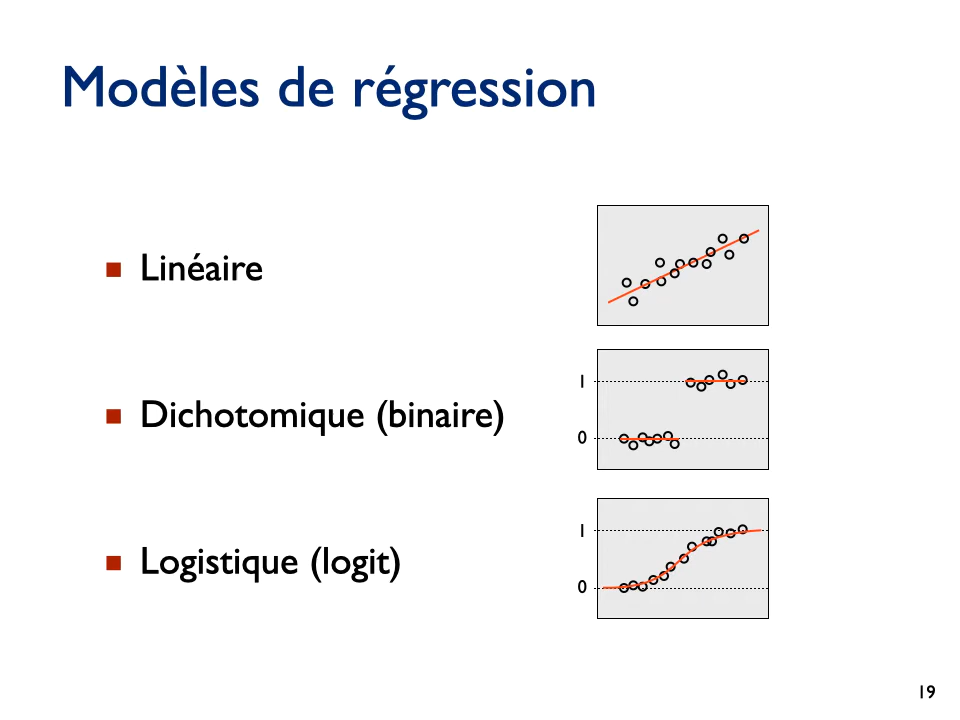 Modèles de régression
Linéaire
Dichotomique (binaire)
1
0
Logistique (logit)
1
0
19